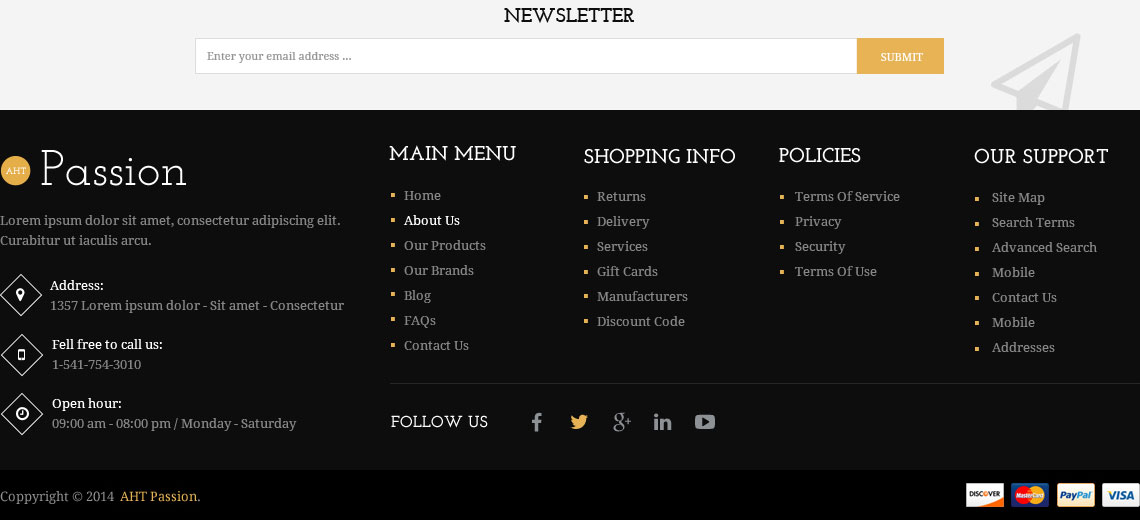 NEWSLETTER
Enter your email address ...
SUBMIT
AHT
Passion
Lorem ipsum dolor sit amet, consectetur adipiscing elit.
Curabitur ut iaculis arcu.
Address:
1357 Lorem ipsum dolor - Sit amet - Consectetur
Fell free to call us:
1-541-754-3010
Open hour:
09:00 am - 08:00 pm / Monday - Saturday
MAIN MENU
Home
About Us
Our Products
Our Brands
Blog
FAQs
Contact Us
SHOPPING INFO
Returns
Delivery
Services
Gift Cards
Manufacturers
Discount Code
POLICIES
Terms Of Service
Privacy
Security
Terms Of Use
OUR SUPPORT
Site Map
Search Terms
Advanced Search
Mobile
Contact Us
Mobile
Addresses
FOLLOW US
Coppyright © 2014 AHT Passion.
DISCOVER
MasterCard
PayPal
VISA